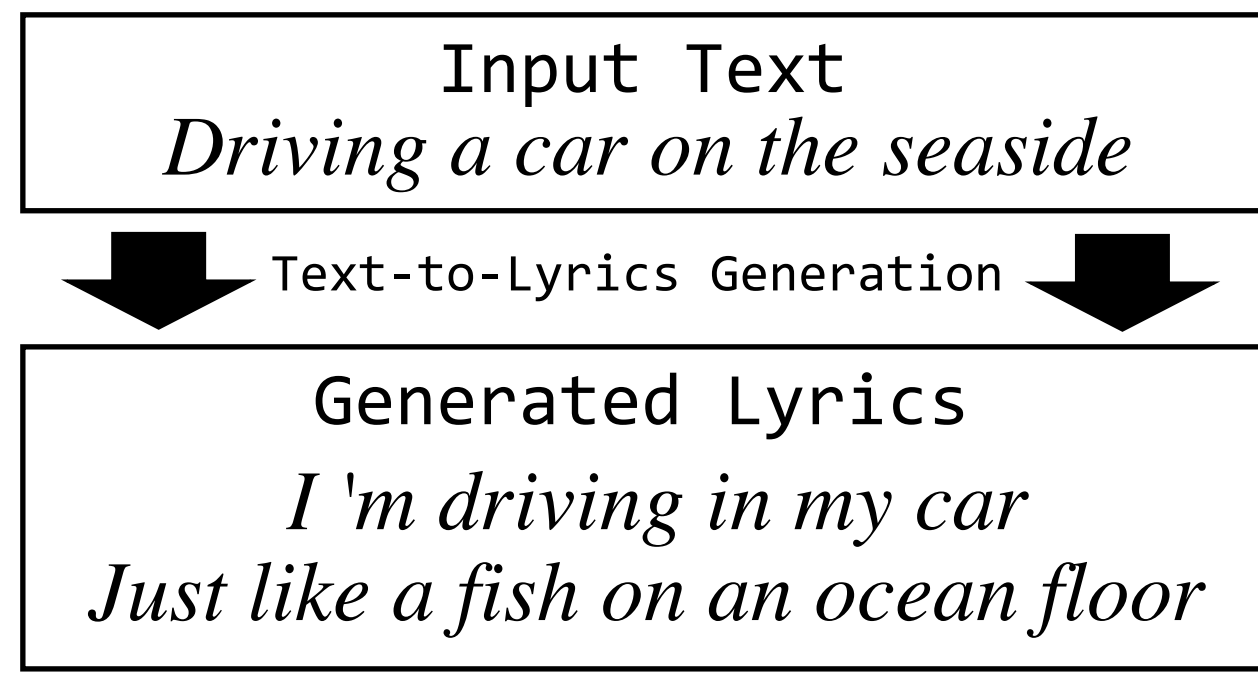 Input Text
Driving a car on the seaside
Text-to-Lyrics Generation
Generated Lyrics
I 'm driving in my car
Just like a fish on an ocean floor